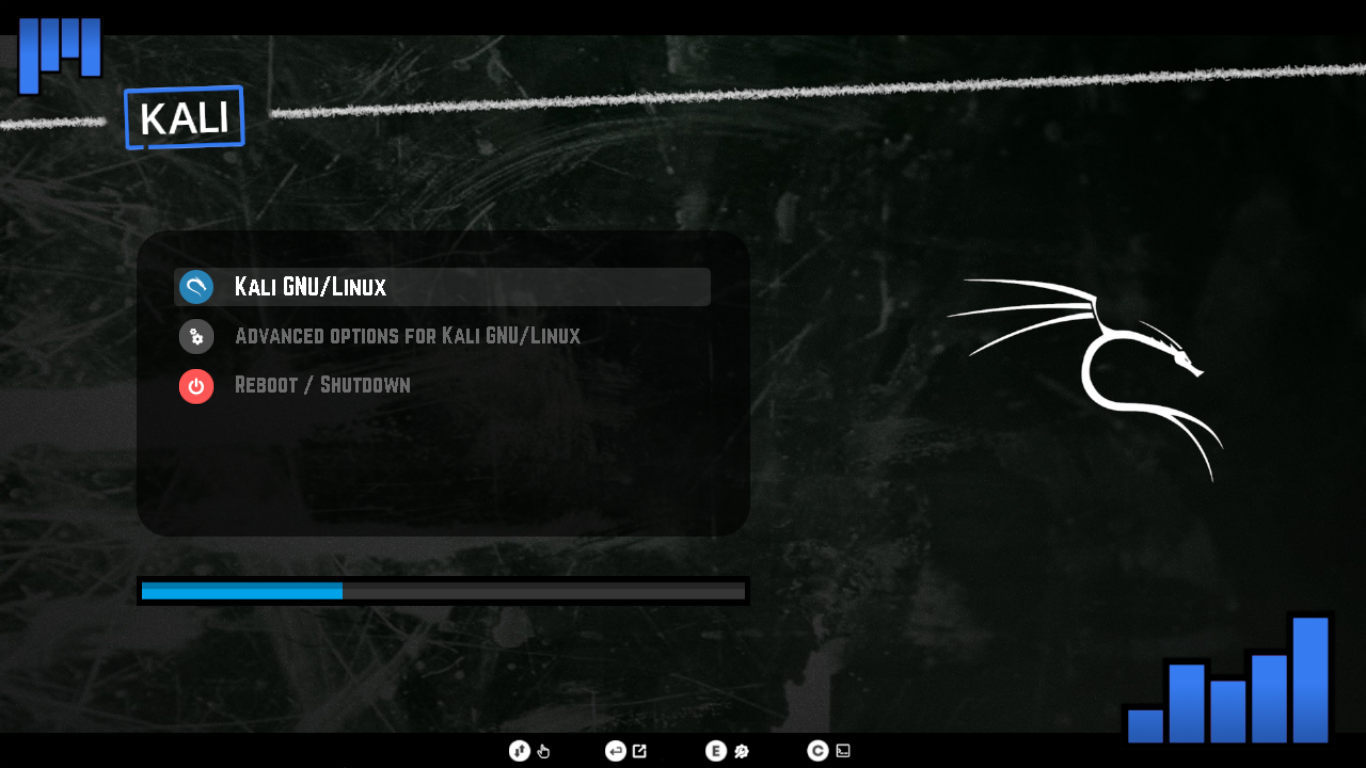 KALI
Kali GNU/Linux
Advanced options for Kali GNU/Linux
Reboot / Shutdown
E
C